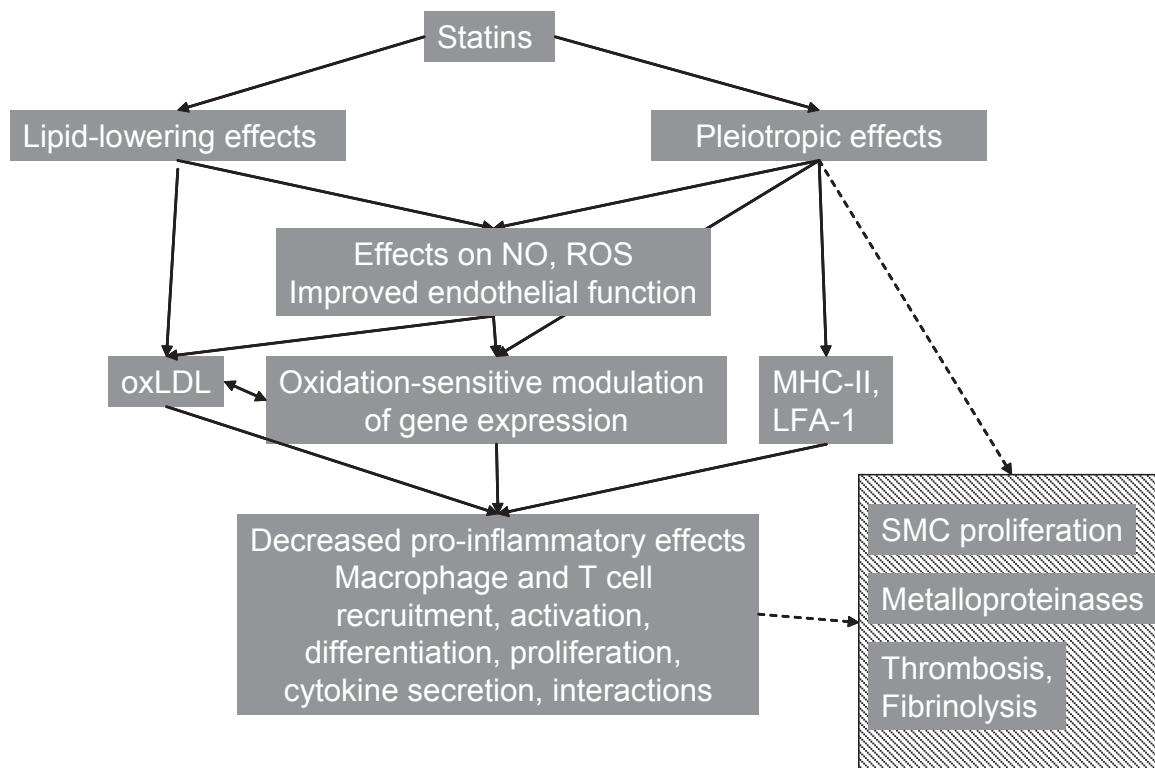 Statins
Lipid-lowering effects
Pleiotropic effects
Effects on NO, ROS
Improved endothelial function
oxLDL
Oxidation-sensitive modulation
of gene expression
MHC-II,
LFA-1
Decreased pro-inflammatory effects
Macrophage and T cell
recruitment, activation,
differentiation, proliferation,
cytokine secretion, interactions
SMC proliferation
Metalloproteinases
Thrombosis,
Fibrinolysis